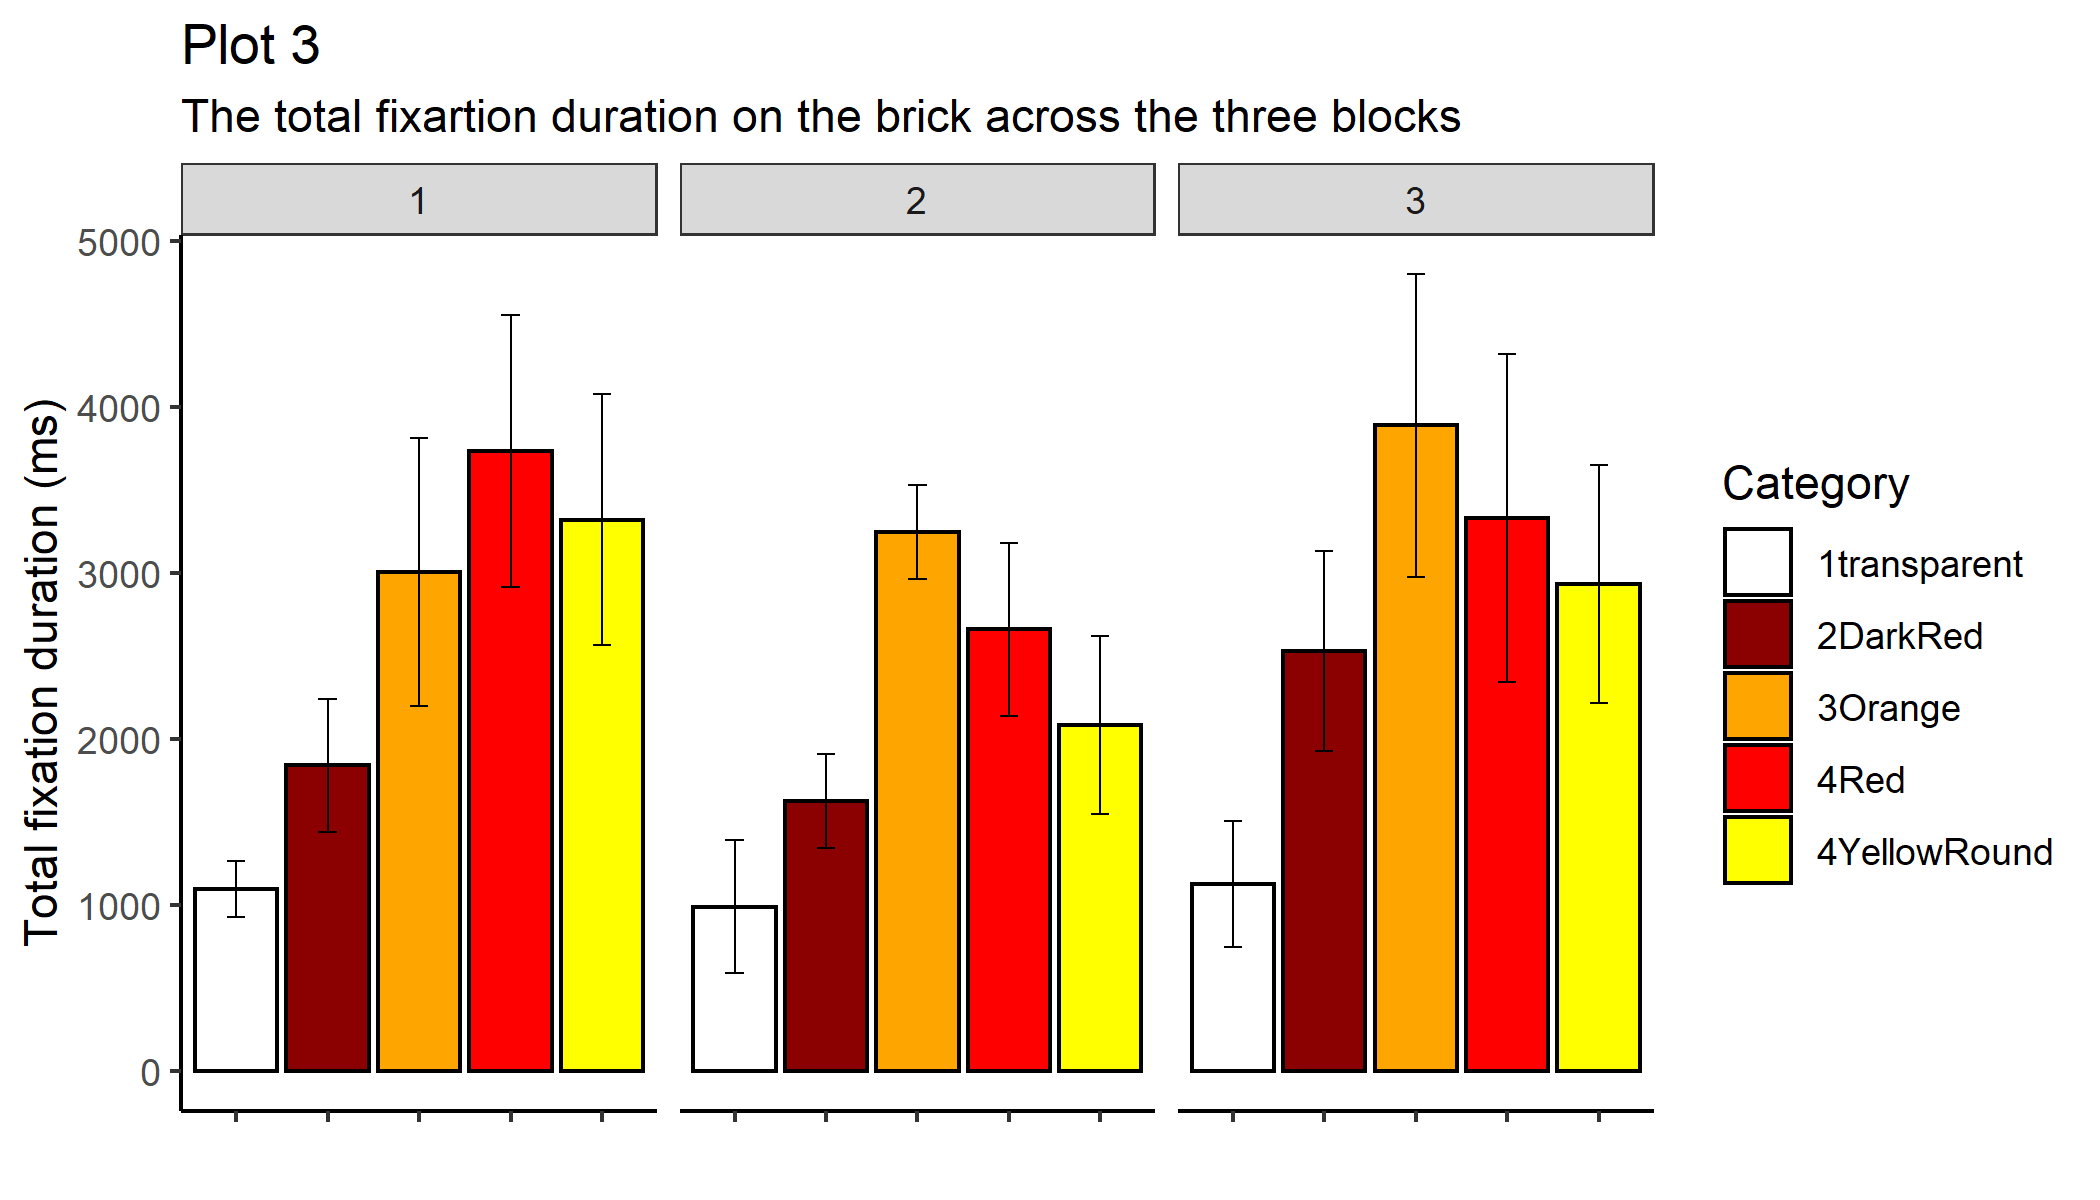 Plot 3
The total fixartion duration on the brick across the three blocks
1 2 3
Total fixation duration (ms)
5000
4000
3000
2000
1000
0
Category
1transparent
2DarkRed
3Orange
4Red
4YellowRound